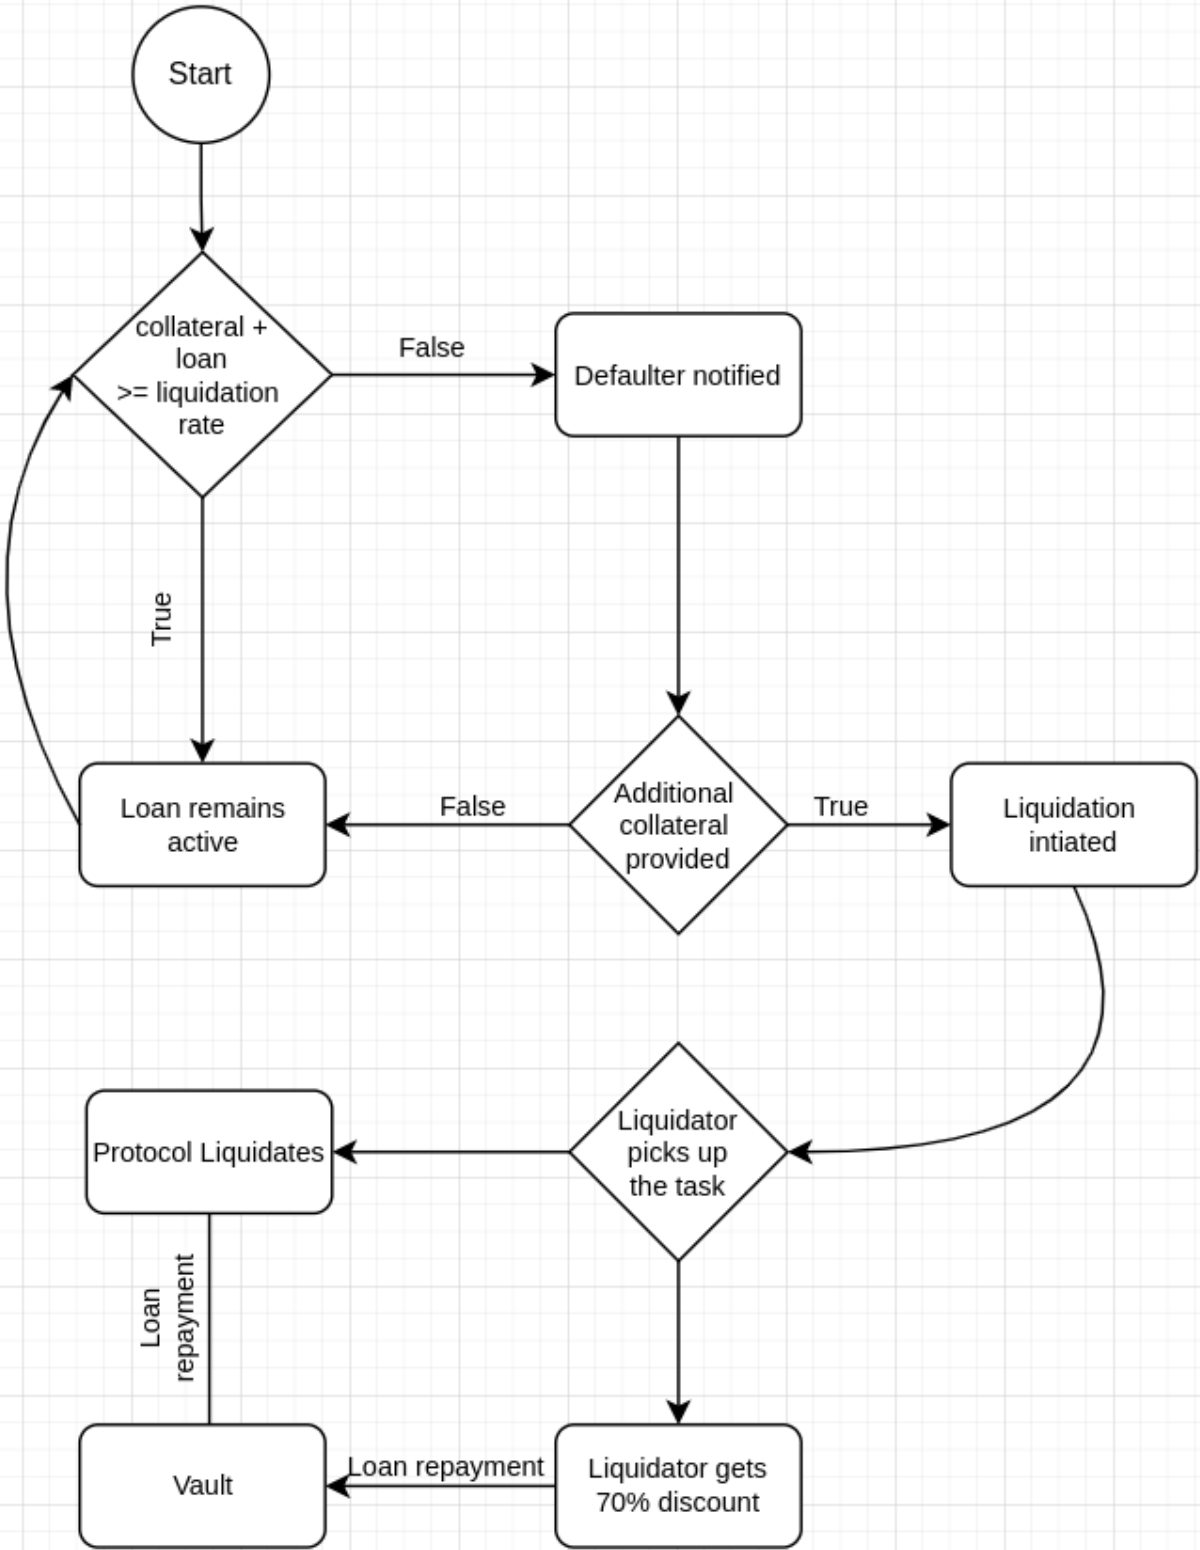 Start
collateral +
loan
>= liquidation
rate
False
Defaulter notified
True
Loan remains
active
False
Additional
collateral
provided
True
Liquidation
intiated
Protocol Liquidates
Liquidator
picks up
the task
Loan
repayment
Vault
Loan repayment
Liquidator gets
70% discount